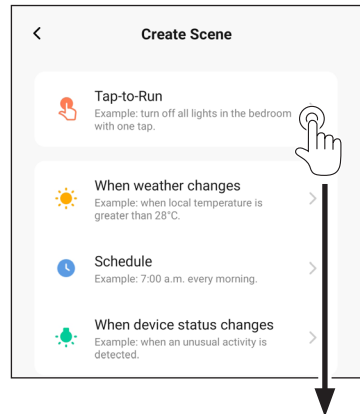 Create Scene
Tap-to-Run
Example: turn off all lights in the bedroom
with one tap.
When weather changes
Example: when local temperature is
greater than 28°C.
Schedule
Example: 7:00 a.m. every morning.
When device status changes
Example: when an unusual activity is
detected.